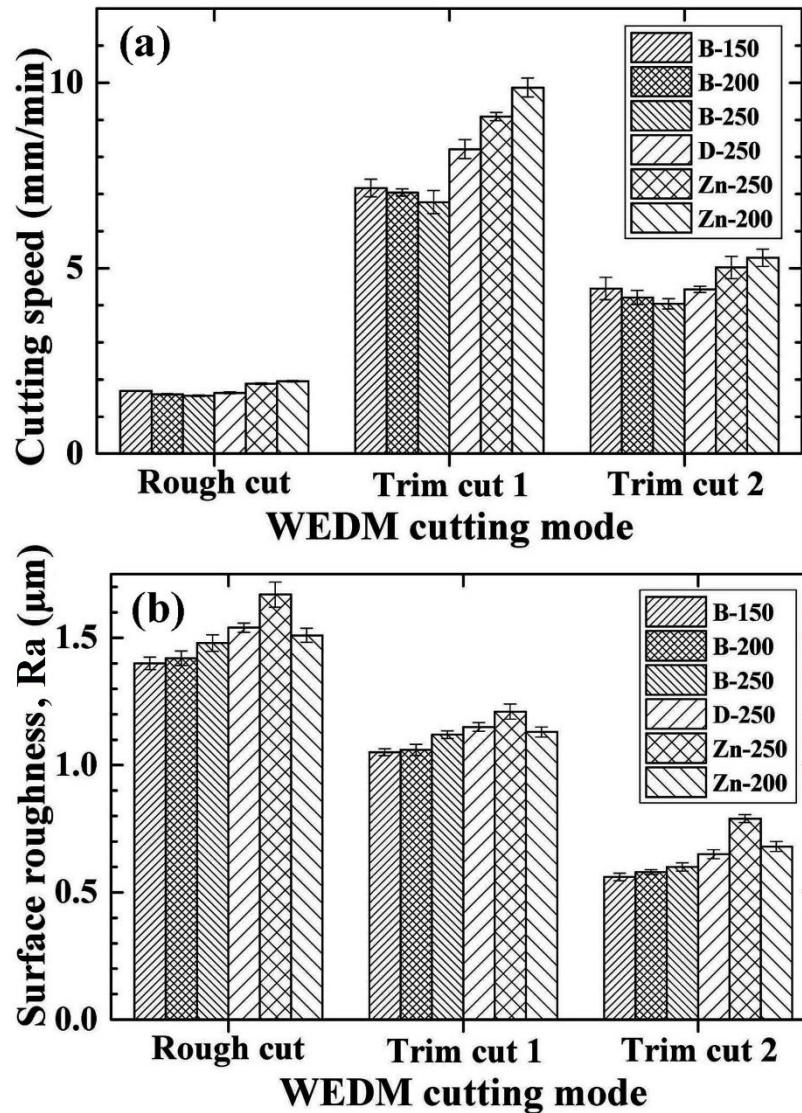 (a)
Cutting speed (mm/min)
10
5
0
B-150
B-200
B-250
D-250
Zn-250
Zn-200
Rough cut Trim cut 1 Trim cut 2
WEDM cutting mode
(b)
Surface roughness, Ra (μm)
1.5
1.0
0.5
0.0
B-150
B-200
B-250
D-250
Zn-250
Zn-200
Rough cut Trim cut 1 Trim cut 2
WEDM cutting mode